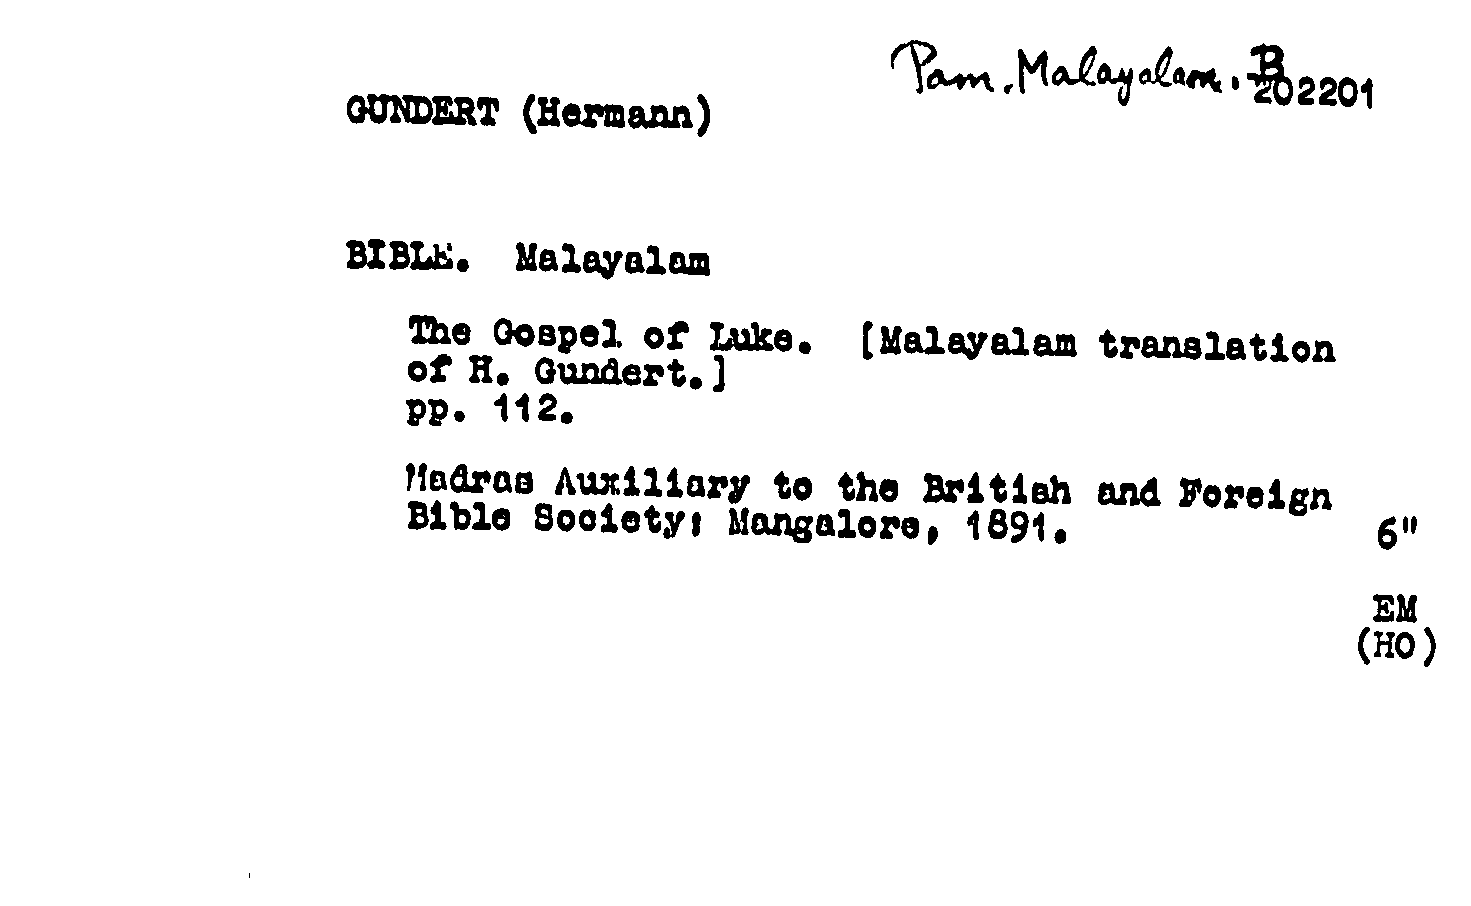 Pam. Malayalam. B
202201
GUNDERT (Hermann)
BIBLE. Malayalam
The Gospel of Luke. [Malayalam translation
of H. Gundert.]
pp. 112.
Madras Auxiliary to the British and Foreign
Bible Society; Mangalore, 1891.
6"
EM
(HO)